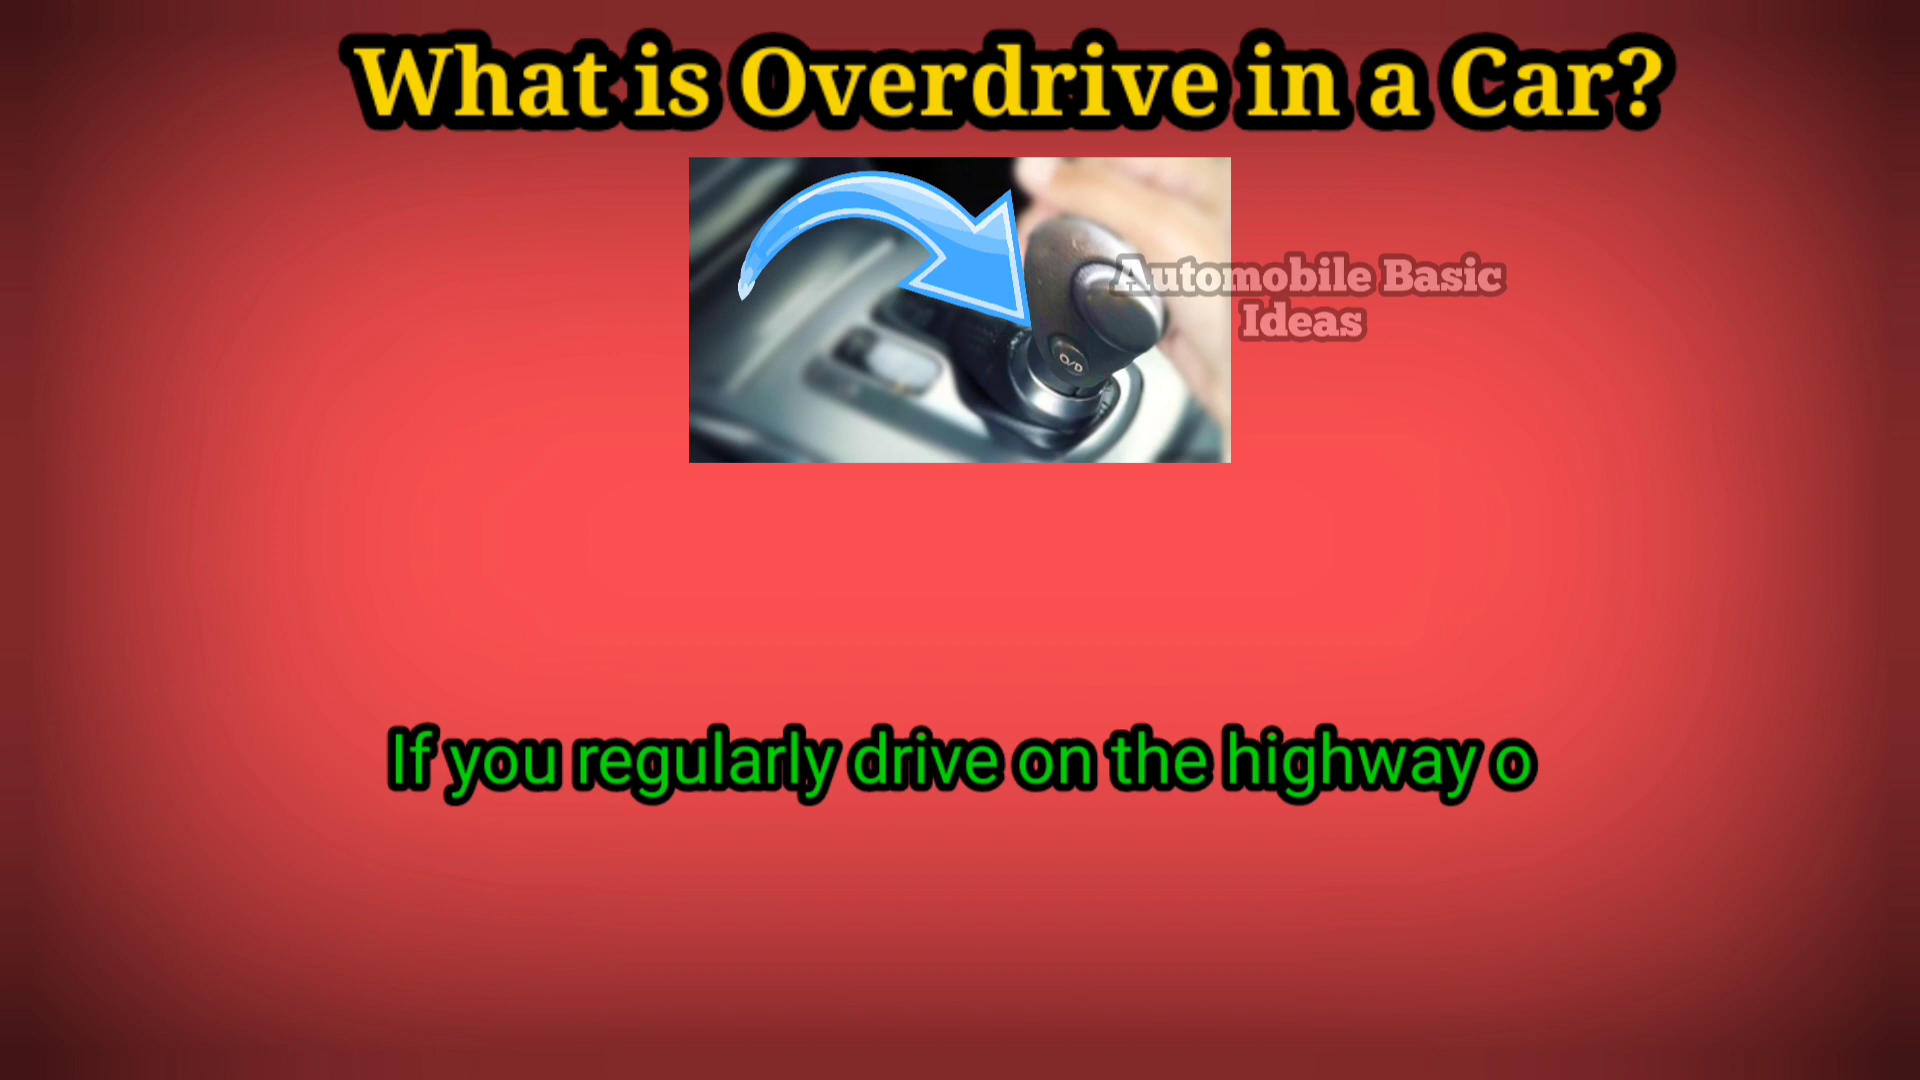 What is Overdrive in a Car?
Automobile Basic
Ideas
O/D
If you regularly drive on the highway o